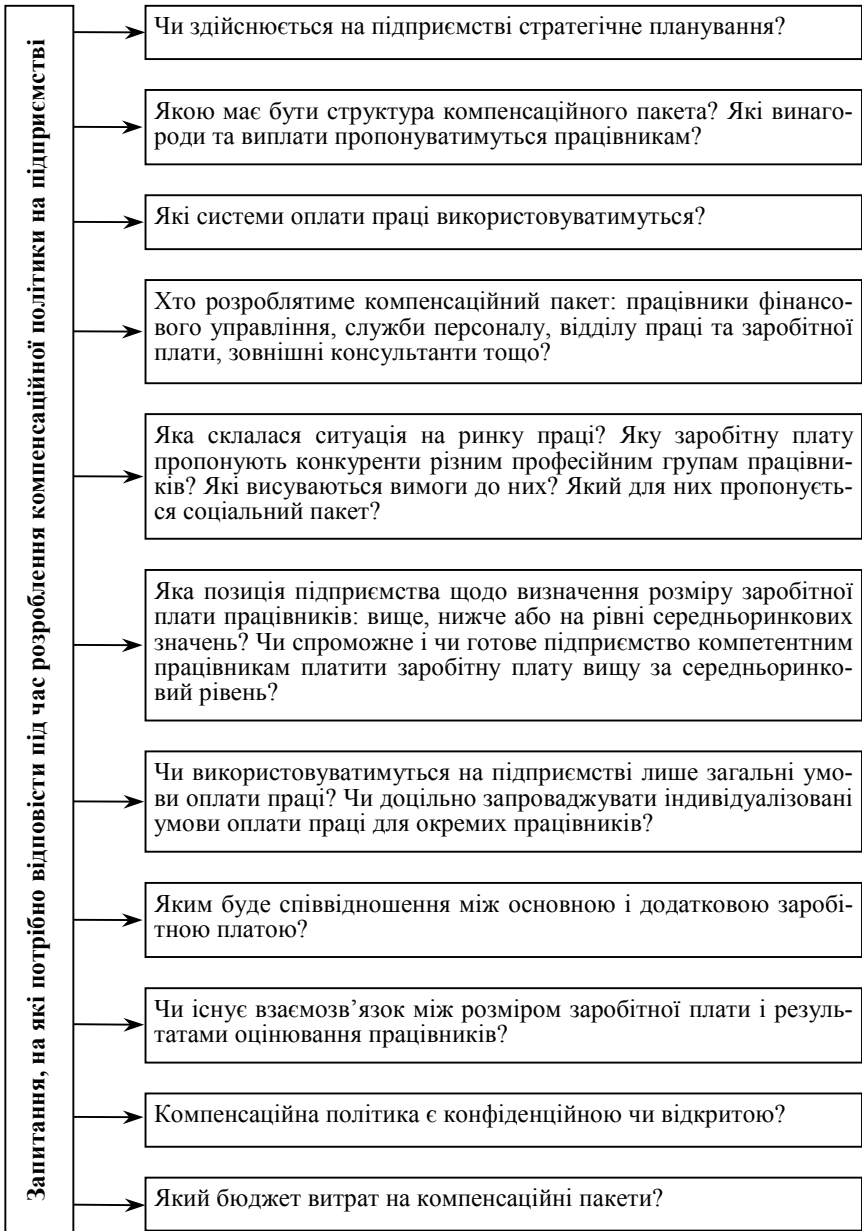 Запитання, на які потрібно відповісти під час розроблення компенсаційної політики на підприємстві
Чи здійснюється на підприємстві стратегічне планування?
Якою має бути структура компенсаційного пакета? Які винаго-
роди та виплати пропонуватимуться працівникам?
Які системи оплати праці використовуватимуться?
Хто розроблятиме компенсаційний пакет: працівники фінансо-
вого управління, служби персоналу, відділу праці та заробітної
плати, зовнішні консультанти тощо?
Яка склалася ситуація на ринку праці? Яку заробітну плату
пропонують конкуренти різним професійним групам працівни-
ків? Які висуваються вимоги до них? Який для них пропонуєть-
ся соціальний пакет?
Яка позиція підприємства щодо визначення розміру заробітної
плати працівників: вище, нижче або на рівні середньоринкових
значень? Чи спроможне і чи готове підприємство компетентним
працівникам платити заробітну плату вищу за середньоринко-
вий рівень?
Чи використовуватимуться на підприємстві лише загальні умо-
ви оплати праці? Чи доцільно запроваджувати індивідуалізовані
умови оплати праці для окремих працівників?
Яким буде співвідношення між основною і додатковою заробі-
тною платою?
Чи існує взаємозв’язок між розміром заробітної плати і резуль-
татами оцінювання працівників?
Компенсаційна політика є конфіденційною чи відкритою?
Який бюджет витрат на компенсаційні пакети?